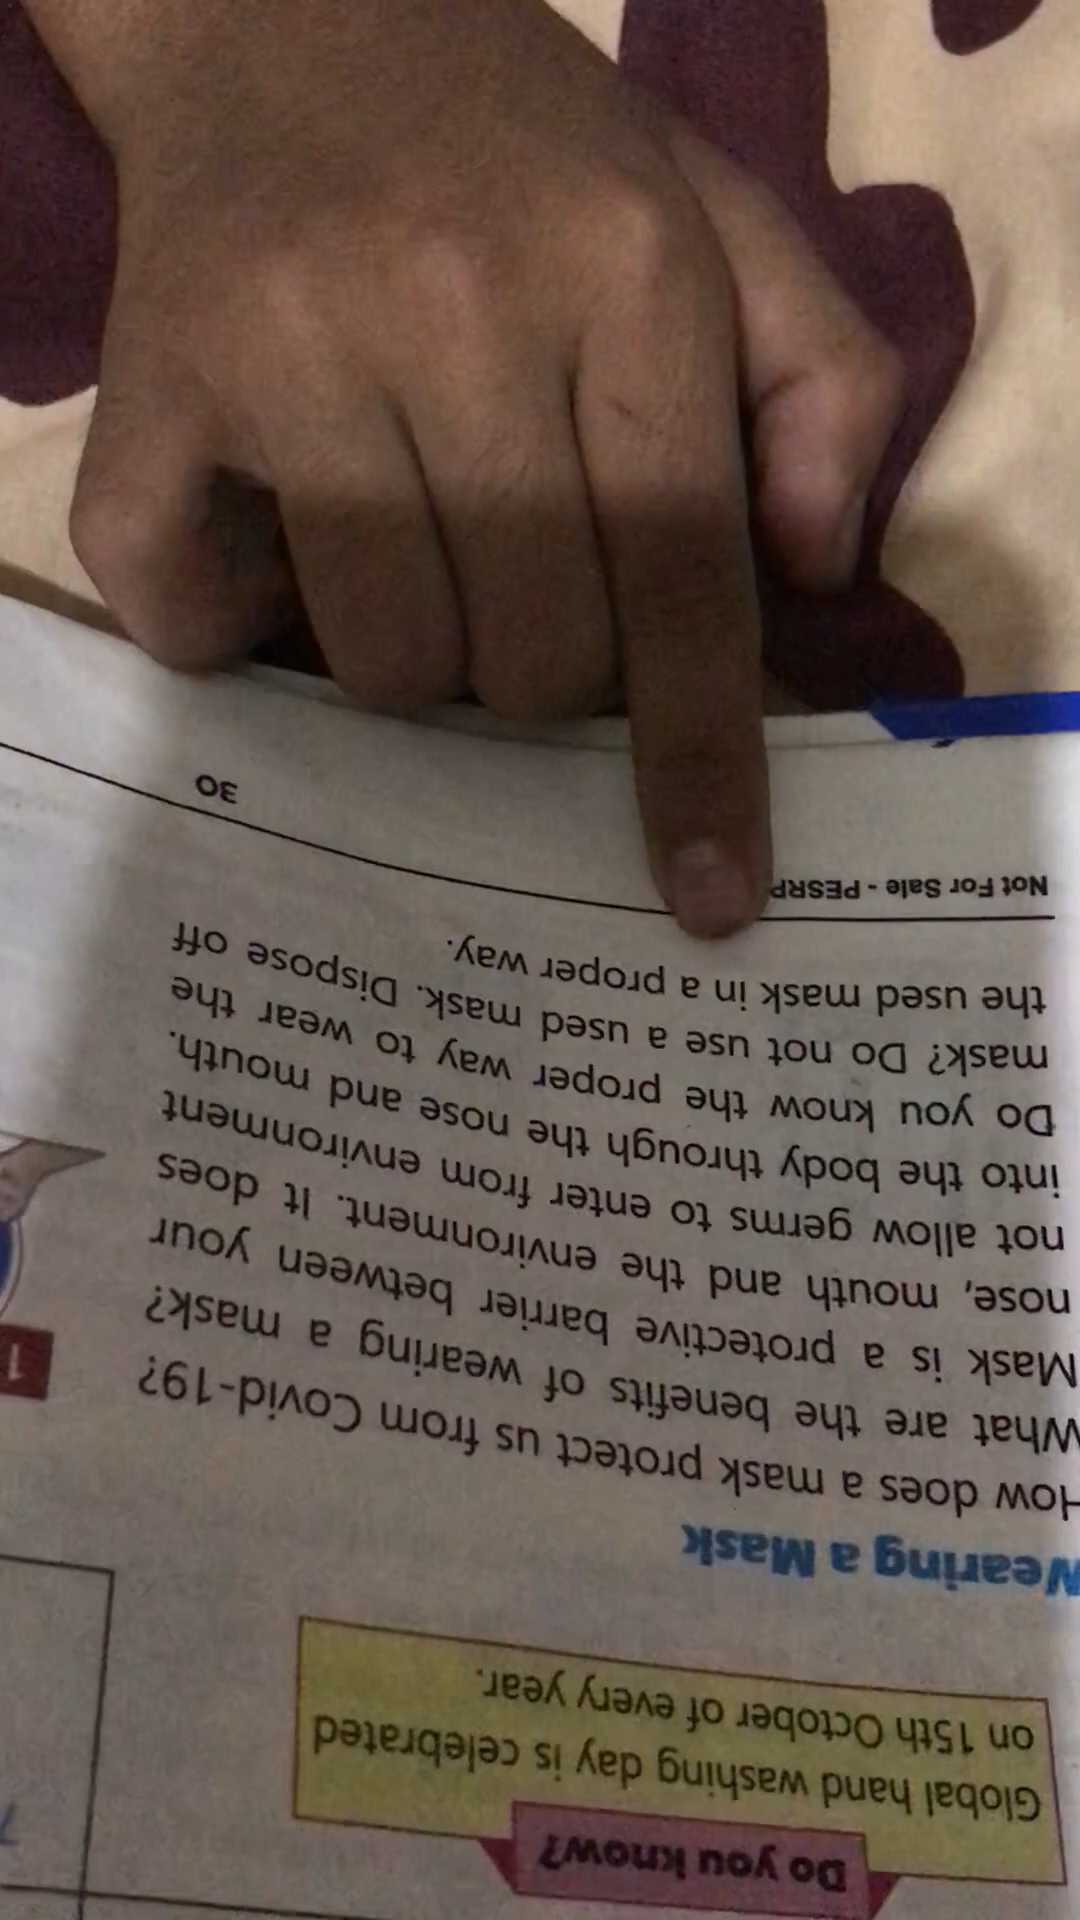 Do you know?
Global hand washing day is celebrated
on 15th October of every year.
Wearing a Mask
How does a mask protect us from Covid-19?
What are the benefits of wearing a mask?
Mask is a protective barrier between your
nose, mouth and the environment. It does
not allow germs to enter from environment
into the body through the nose and mouth.
Do you know the proper way to wear the
mask? Do not use a used mask. Dispose off
the used mask in a proper way.
1
Not For Sale - PESRP
30